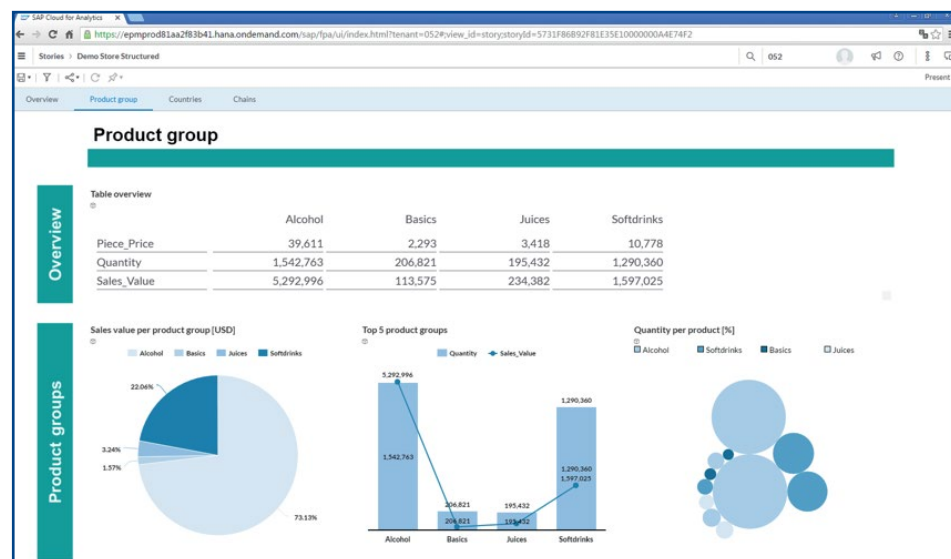 SAP Cloud for Analytics
https://epmprod81aa2f83b41.hana.ondemand.com/sap/fpa/ui/index.html?tenant=052#;view_id=story;storyId=5731F86B92F81E35E10000000A4E74F2
Stories > Demo Store Structured
052
Present
Overview Product group Countries Chains
Product group
Overview
Table overview
Alcohol Basics Juices Softdrinks
Piece_Price 39,611 2,293 3,418 10,778
Quantity 1,542,763 206,821 195,432 1,290,360
Sales_Value 5,292,996 113,575 234,382 1,597,025
Product groups
Sales value per product group [USD]
Alcohol Basics Juices Softdrinks
22.06%
3.24%
1.57%
73.13%
Top 5 product groups
Quantity Sales_Value
5,292,996
1,290,360
1,542,763
1,290,360
1,597,025
206,821 195,432
206,821 195,432
Alcohol Basics Juices Softdrinks
Quantity per product [%]
Alcohol Softdrinks Basics Juices